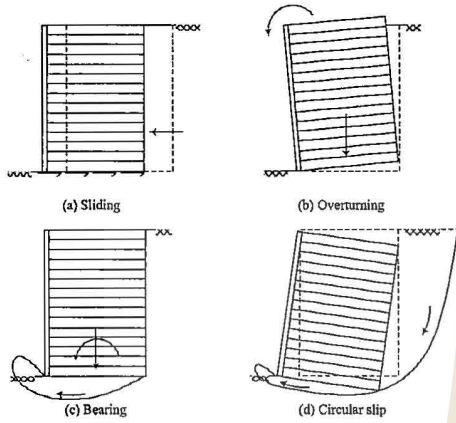 (a) Sliding
(b) Overturning
(c) Bearing
(d) Circular slip